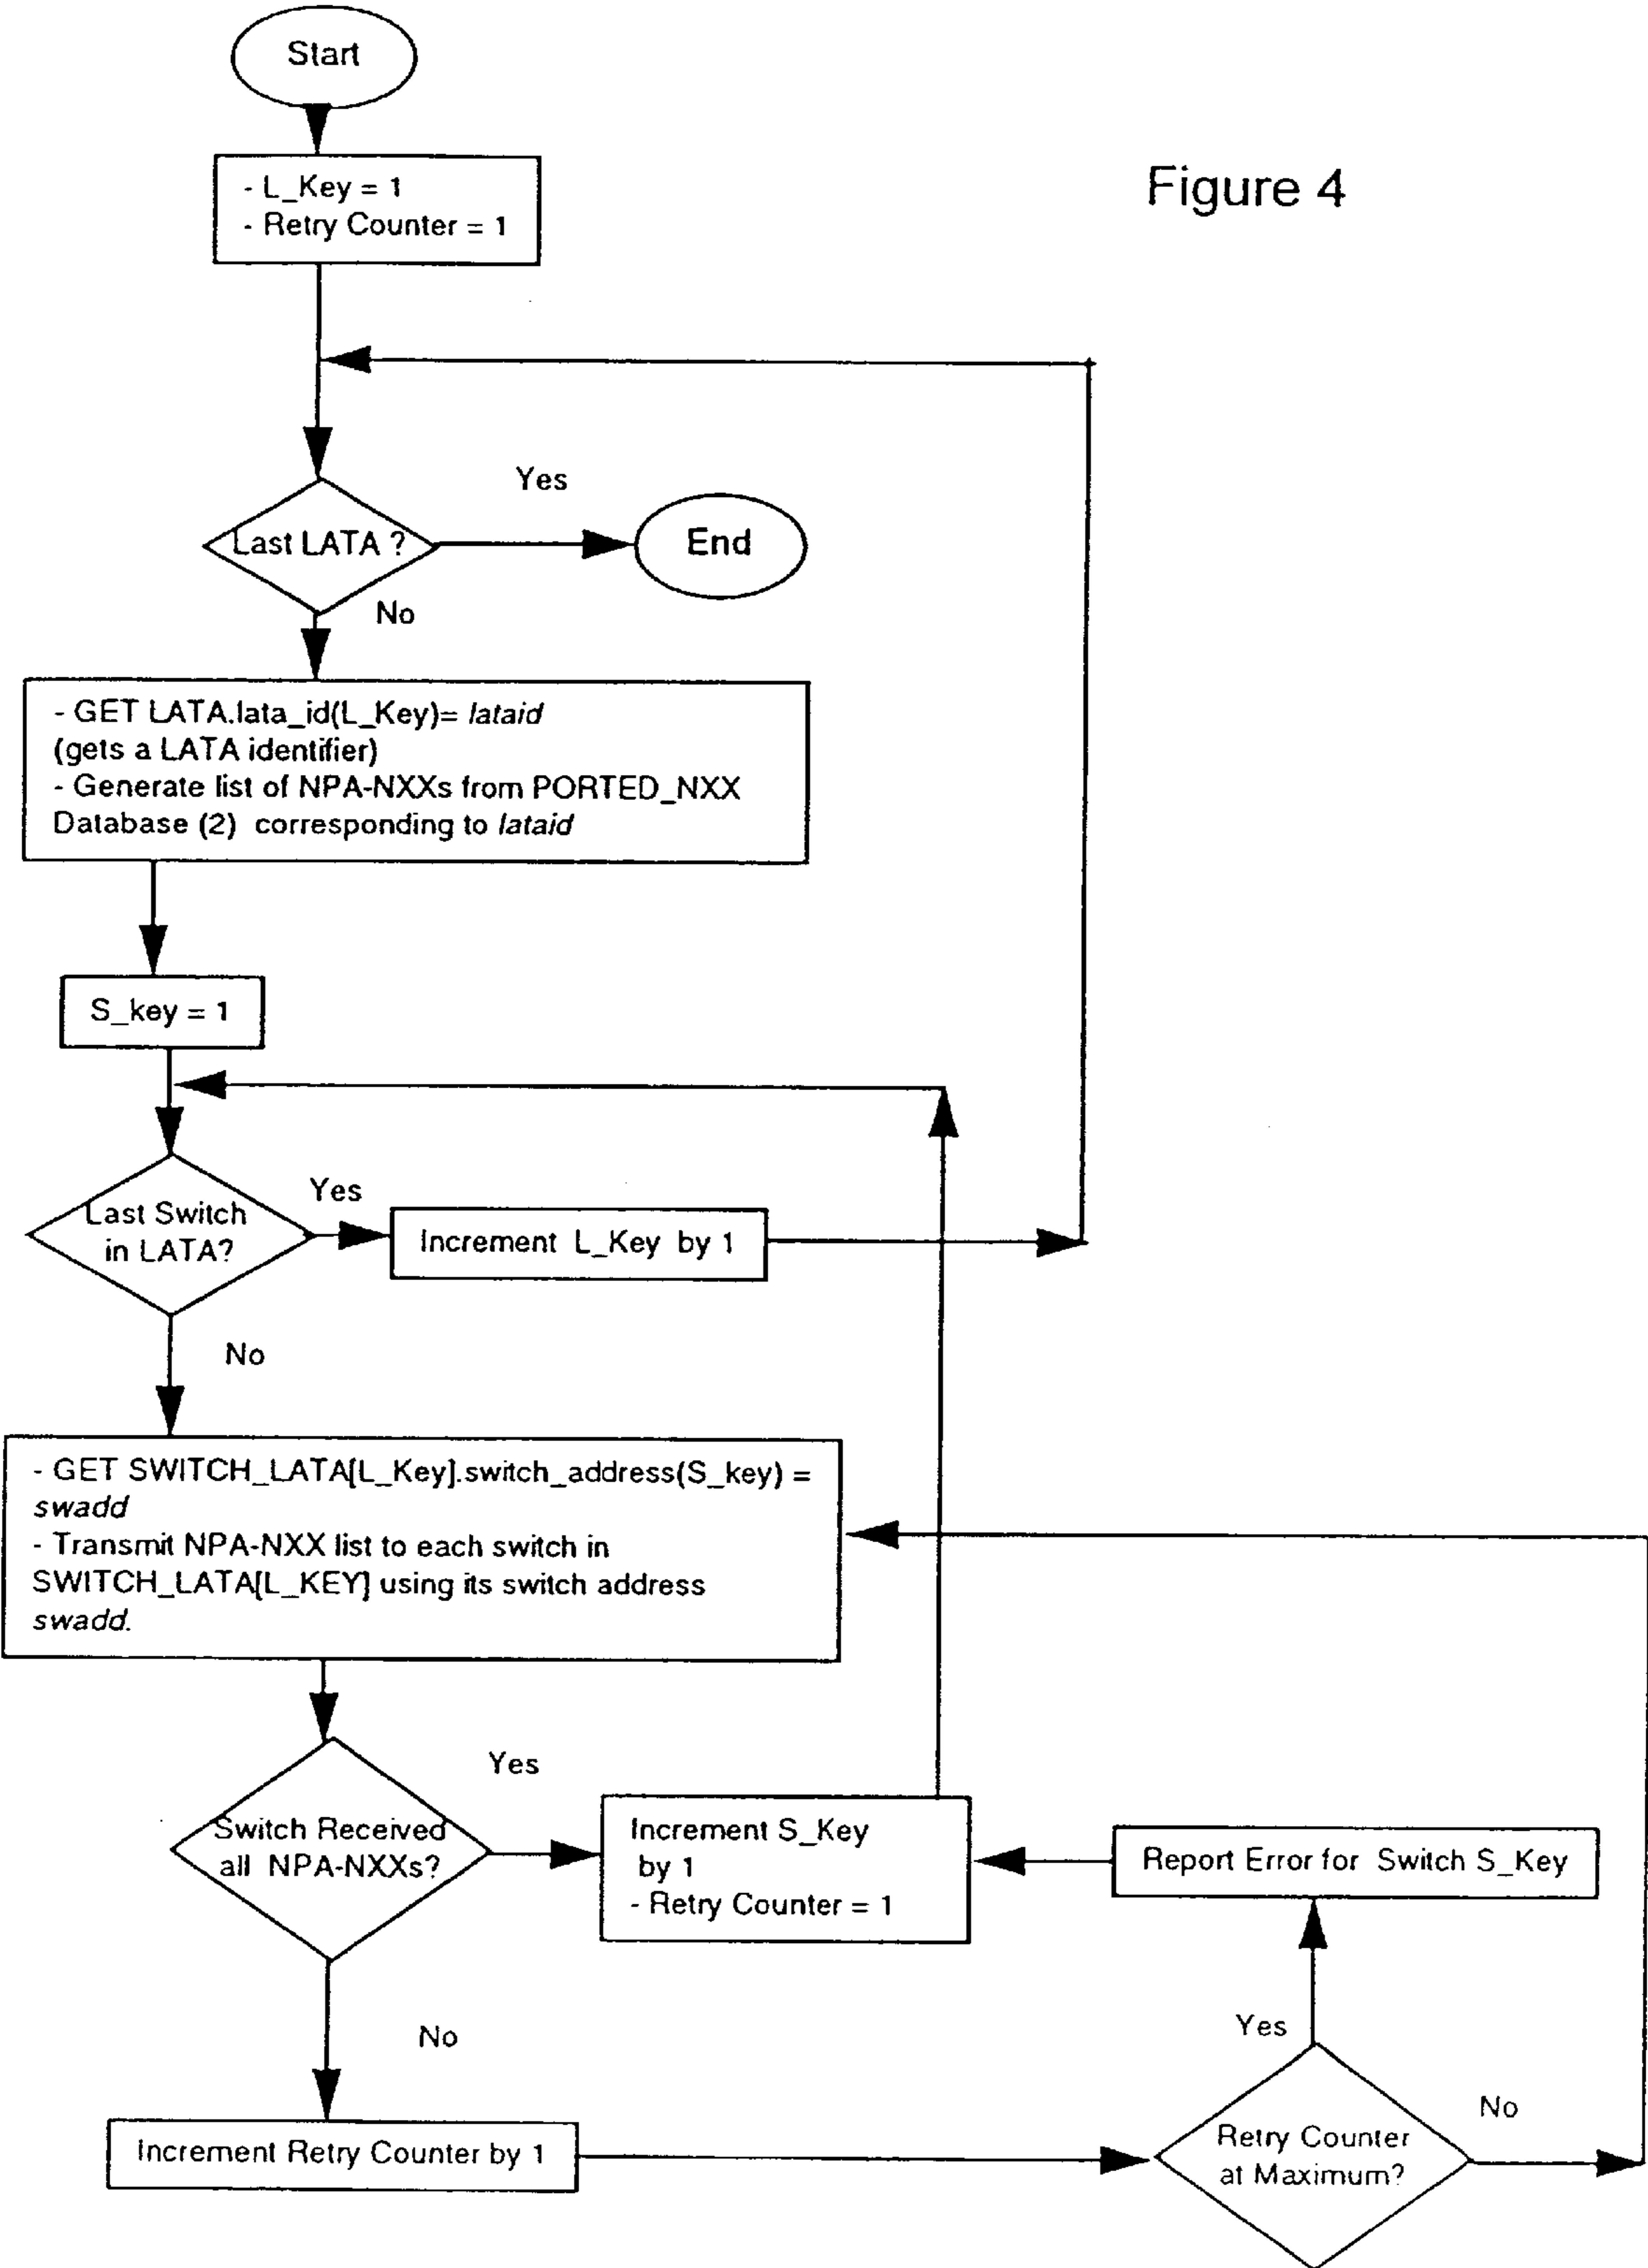 Start
Figure 4
- L_Key = 1
- Retry Counter = 1
Yes
Last LATA ?
End
No
- GET LATA.lata_id(L_Key)= lataid
(gets a LATA identifier)
- Generate list of NPA-NXXs from PORTED_NXX
Database (2) corresponding to lataid
S_key = 1
Last Switch
in LATA?
Yes
Increment L_Key by 1
No
- GET SWITCH_LATA[L_Key].switch_address(S_key) =
swadd
- Transmit NPA-NXX list to each switch in
SWITCH_LATA[L_KEY] using its switch address
swadd.
Yes
Switch Received
all NPA-NXXs?
Increment S_Key
by 1
- Retry Counter = 1
Report Error for Switch S_Key
Yes
No
No
Increment Retry Counter by 1
Retry Counter
at Maximum?